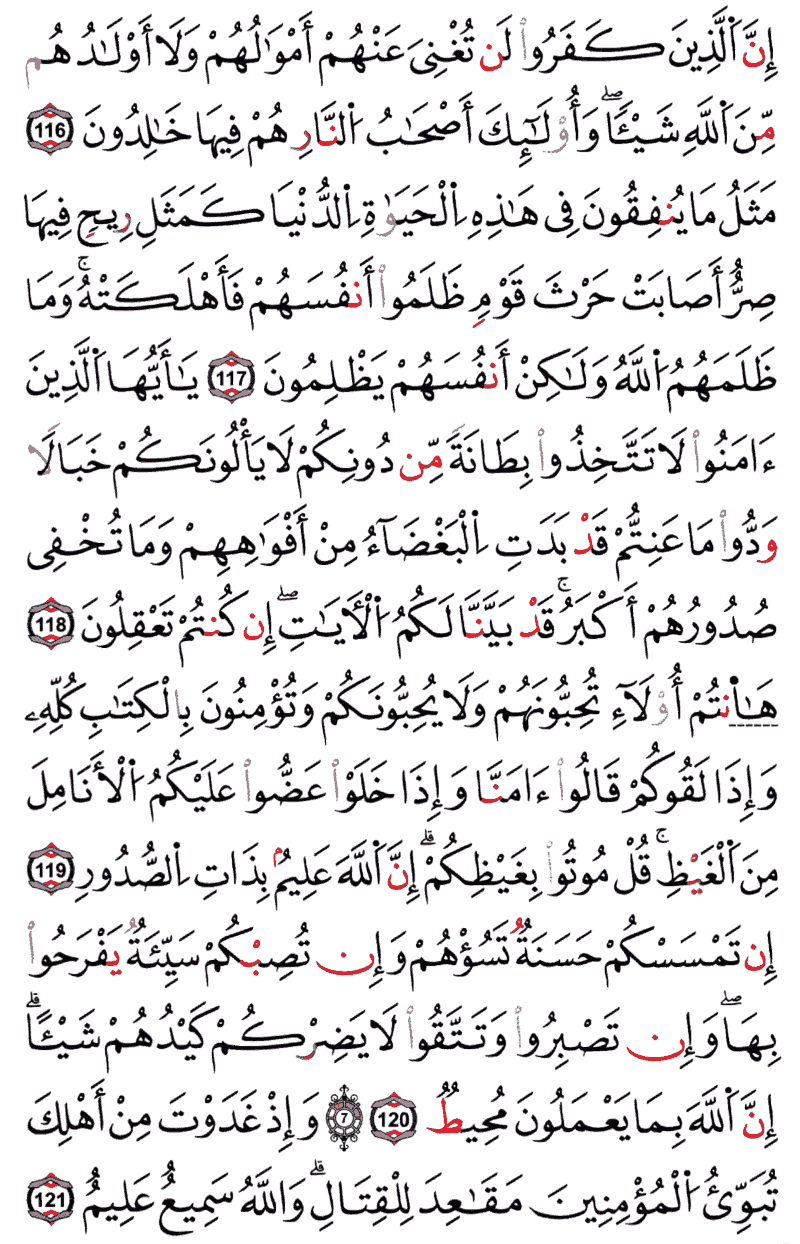 إِنَّ ٱلَّذِينَ كَفَرُوا۟ لَن تُغْنِىَ عَنْهُمْ أَمْوَٰلُهُمْ وَلَا أَوْلَٰدُهُم
مِّنَ ٱللَّهِ شَيْـًٔاۖ وَأُو۟لَٰٓئِكَ أَصْحَٰبُ ٱلنَّارِ هُمْ فِيهَا خَٰلِدُونَ 116
مَثَلُ مَا يُنفِقُونَ فِى هَٰذِهِ ٱلْحَيَوٰةِ ٱلدُّنْيَا كَمَثَلِ رِيحٍ فِيهَا
صِرٌّ أَصَابَتْ حَرْثَ قَوْمٍ ظَلَمُوا۟ أَنفُسَهُمْ فَأَهْلَكَتْهُۚ وَمَا
ظَلَمَهُمُ ٱللَّهُ وَلَٰكِنْ أَنفُسَهُمْ يَظْلِمُونَ 117 يَٰأَيُّهَا ٱلَّذِينَ
ءَامَنُوا۟ لَا تَتَّخِذُوا۟ بِطَانَةً مِّن دُونِكُمْ لَا يَأْلُونَكُمْ خَبَالًا
وَدُّوا۟ مَا عَنِتُّمْ قَدْ بَدَتِ ٱلْبَغْضَآءُ مِنْ أَفْوَٰهِهِمْ وَمَا تُخْفِى
صُدُورُهُمْ أَكْبَرُۚ قَدْ بَيَّنَّا لَكُمُ ٱلْأَيَٰتِۖ إِن كُنتُمْ تَعْقِلُونَ 118
هَٰأَنتُمْ أُو۟لَآءِ تُحِبُّونَهُمْ وَلَا يُحِبُّونَكُمْ وَتُؤْمِنُونَ بِٱلْكِتَٰبِ كُلِّهِۦ
وَإِذَا لَقُوكُمْ قَالُوا۟ ءَامَنَّا وَإِذَا خَلَوْا۟ عَضُّوا۟ عَلَيْكُمُ ٱلْأَنَامِلَ
مِنَ ٱلْغَيْظِۚ قُلْ مُوتُوا۟ بِغَيْظِكُمْۗ إِنَّ ٱللَّهَ عَلِيمٌۢ بِذَاتِ ٱلصُّدُورِ 119
إِن تَمْسَسْكُمْ حَسَنَةٌ تَسُؤْهُمْ وَإِن تُصِبْكُمْ سَيِّئَةٌ يَفْرَحُوا۟
بِهَاۖ وَإِن تَصْبِرُوا۟ وَتَتَّقُوا۟ لَا يَضِرْكُمْ كَيْدُهُمْ شَيْـًٔاۗ
إِنَّ ٱللَّهَ بِمَا يَعْمَلُونَ مُحِيطٌ 120 7 وَإِذْ غَدَوْتَ مِنْ أَهْلِكَ
تُبَوِّئُ ٱلْمُؤْمِنِينَ مَقَٰعِدَ لِلْقِتَالِۗ وَٱللَّهُ سَمِيعٌ عَلِيمٌ 121